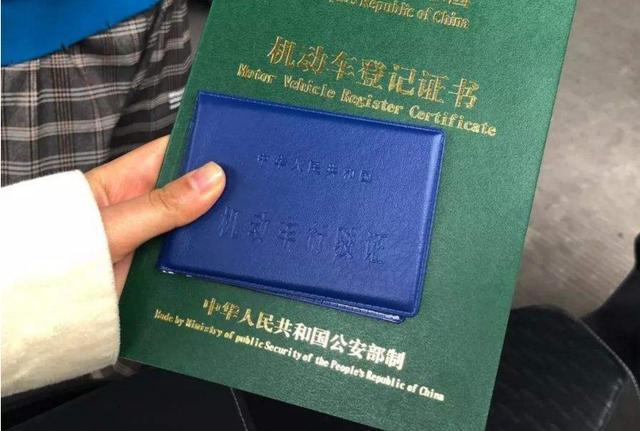 Republic of China
机动车登记证书
Motor Vehicle Register Certificate
中华人民共和国
机动车行驶证
中华人民共和国公安部制
Made by Ministry of public Security of the People's Republic of China